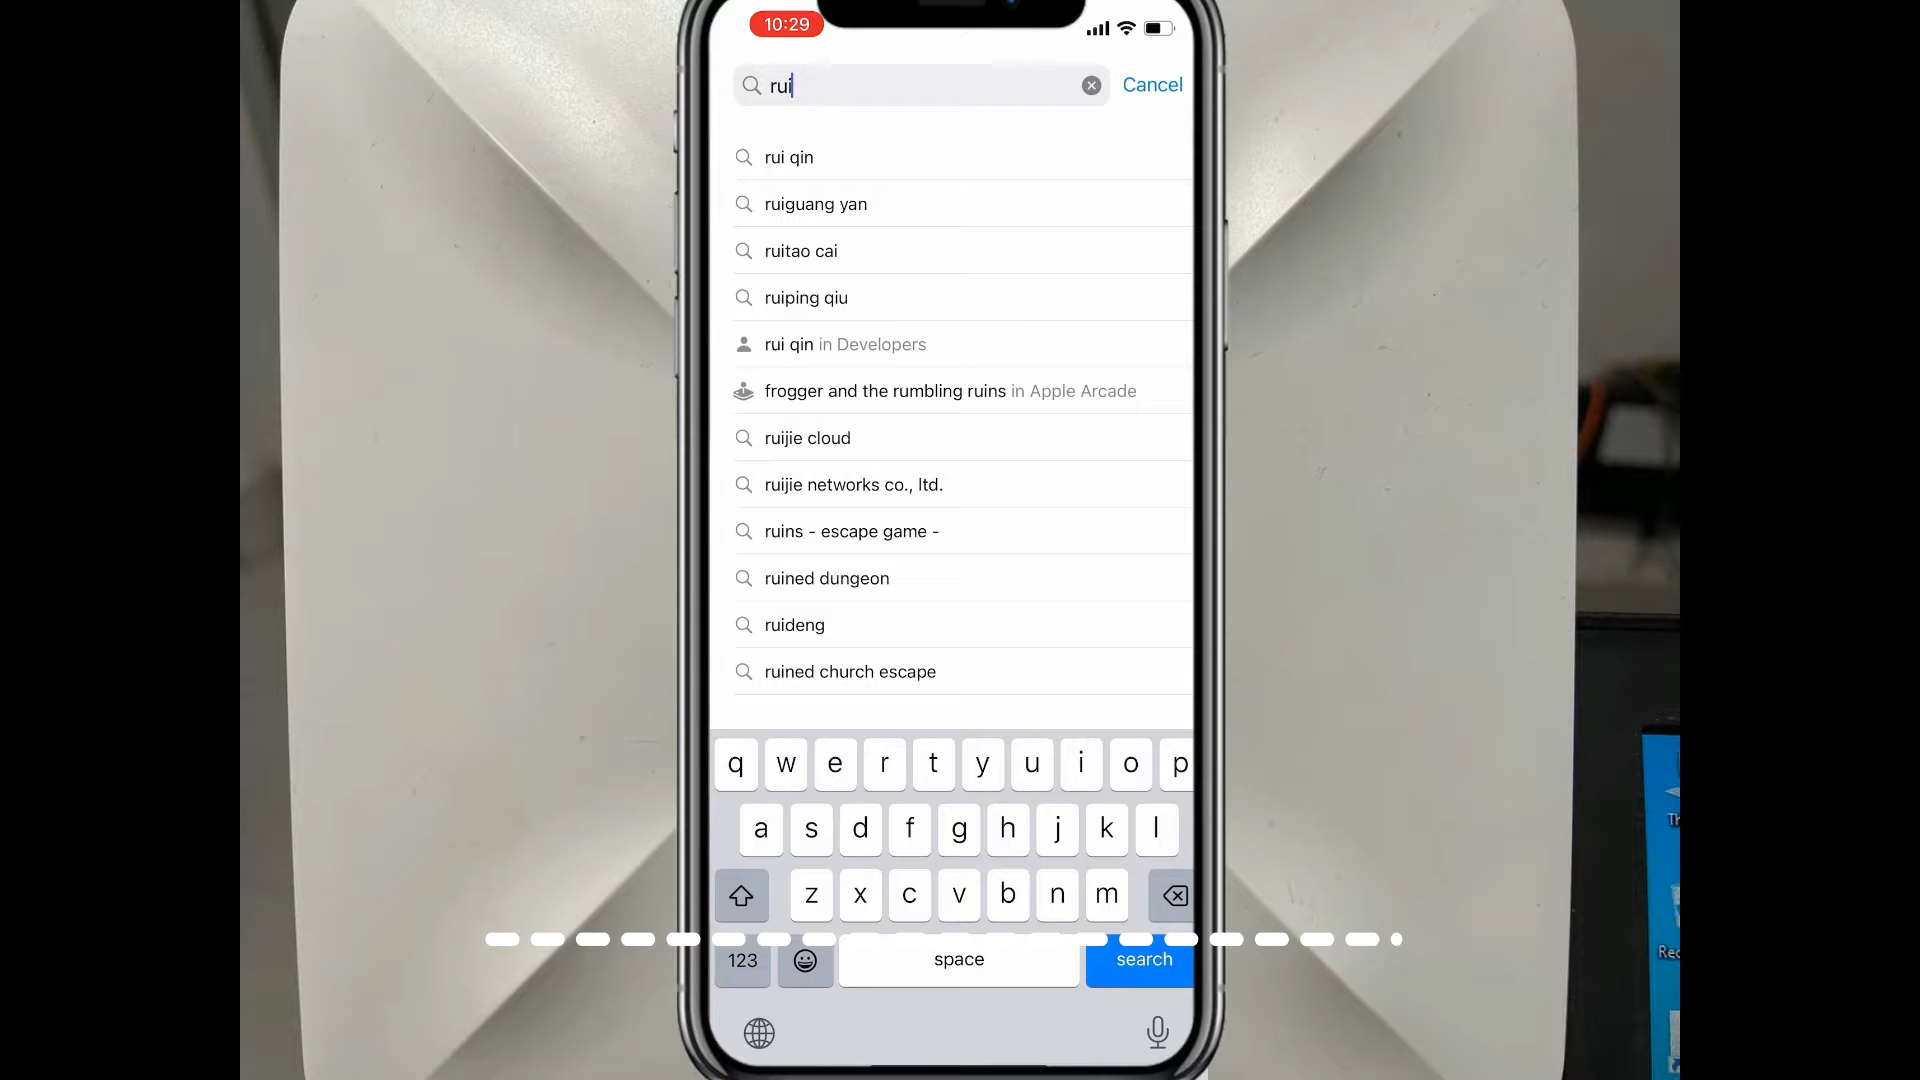 10:29
rui
Cancel
rui qin
ruiguang yan
ruitao cai
ruiping qiu
rui qin in Developers
frogger and the rumbling ruins in Apple Arcade
ruijie cloud
ruijie networks co., ltd.
ruins - escape game -
ruined dungeon
ruideng
ruined church escape
q w e r t y u i o p
a s d f g h j k l
z x c v b n m
123 space search